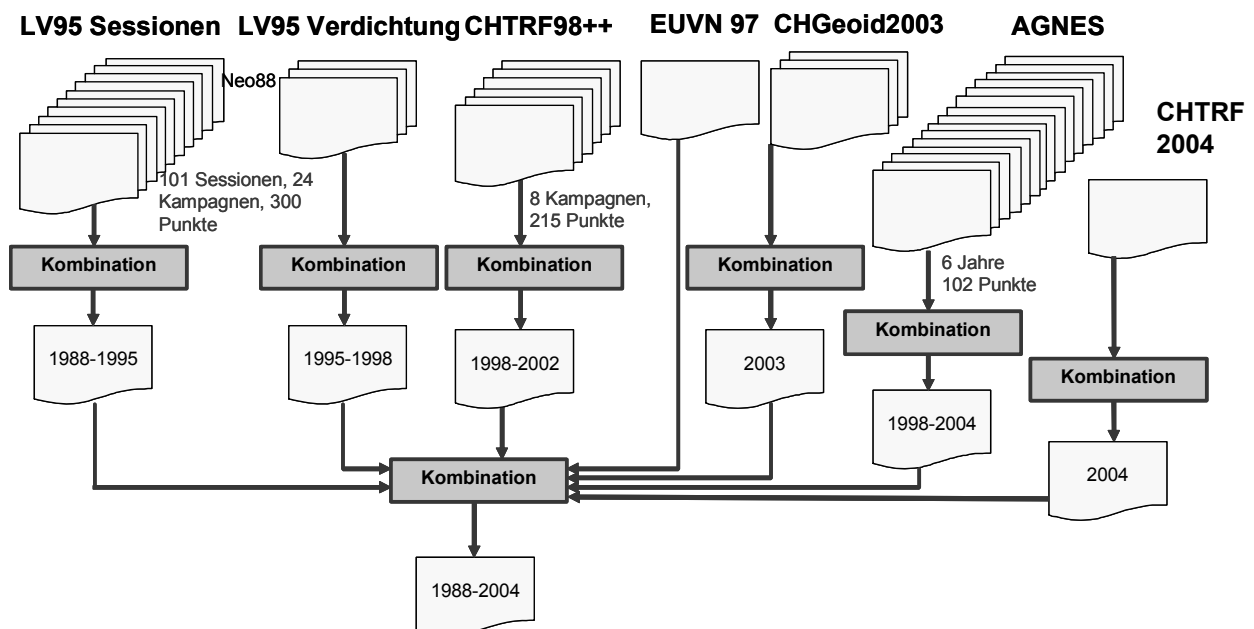 LV95 Sessionen
LV95 Verdichtung
CHTRF98++
EUVN 97
CHGeoid2003
AGNES
CHTRF
2004
Neo88
101 Sessionen, 24
Kampagnen, 300
Punkte
8 Kampagnen,
215 Punkte
6 Jahre
102 Punkte
Kombination
Kombination
Kombination
Kombination
Kombination
Kombination
1988-1995
1995-1998
1998-2002
2003
1998-2004
2004
Kombination
1988-2004